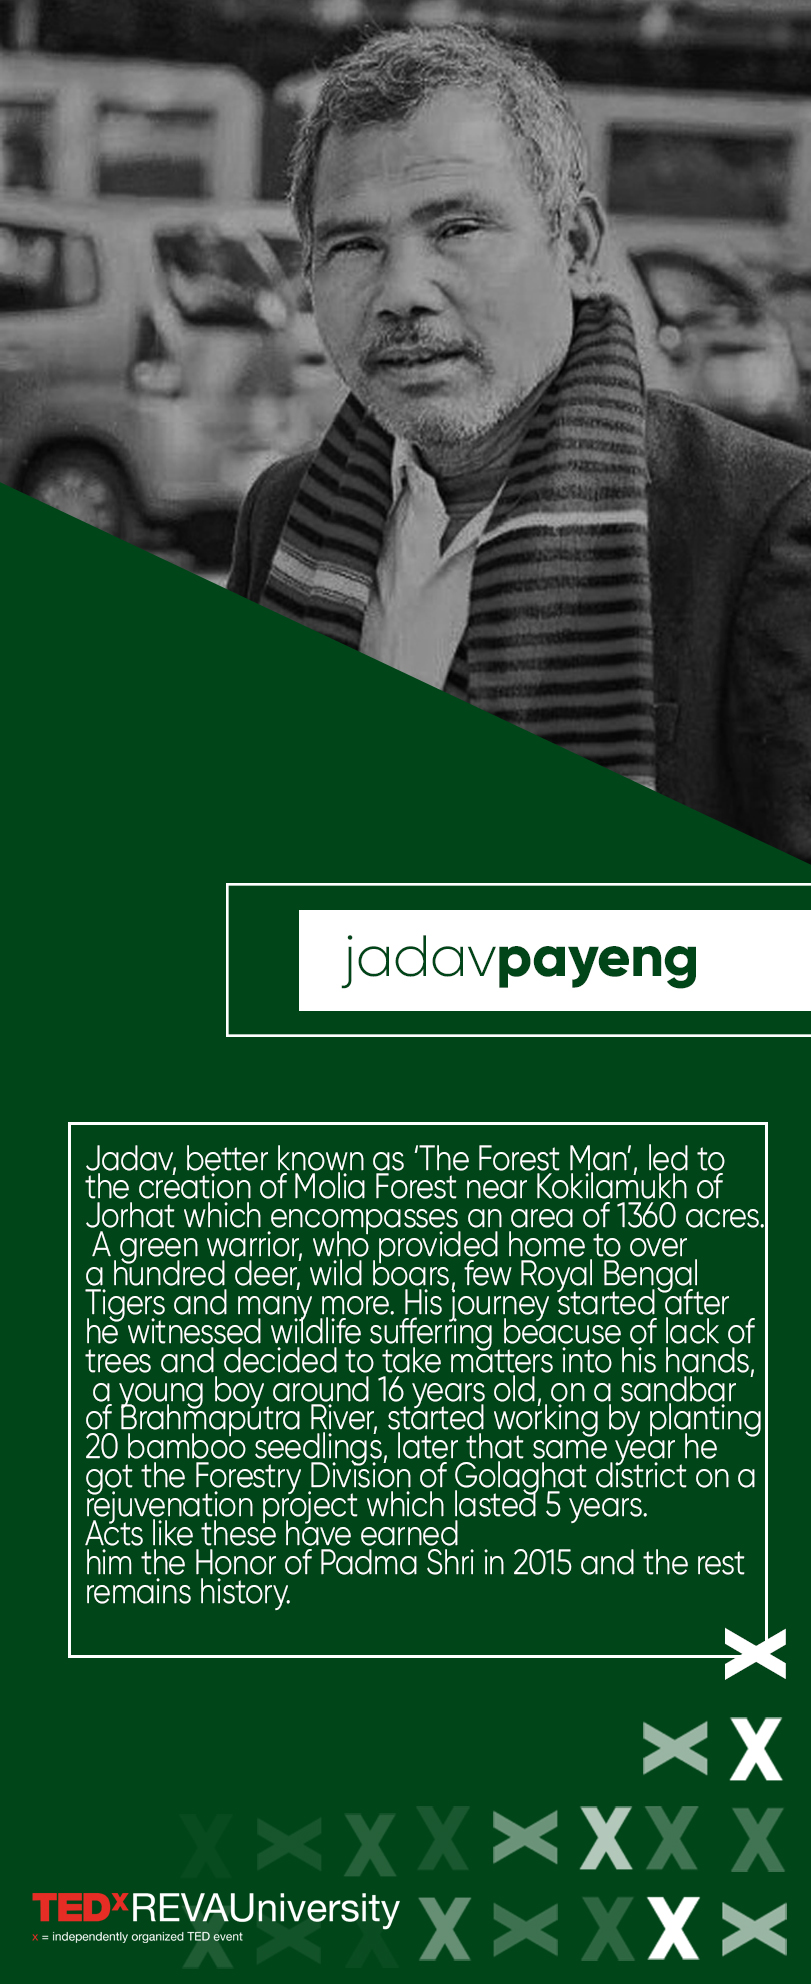 jadavpayeng
Jadav, better known as ‘The Forest Man’, led to
the creation of Molia Forest near Kokilamukh of
Jorhat which encompasses an area of 1360 acres.
A green warrior, who provided home to over
a hundred deer, wild boars, few Royal Bengal
Tigers and many more. His journey started after
he witnessed wildlife sufferring beacuse of lack of
trees and decided to take matters into his hands,
a young boy around 16 years old, on a sandbar
of Brahmaputra River, started working by planting
20 bamboo seedlings, later that same year he
got the Forestry Division of Golaghat district on a
rejuvenation project which lasted 5 years.
Acts like these have earned
him the Honor of Padma Shri in 2015 and the rest
remains history.
TEDxREVAUniversity
x = independently organized TED event